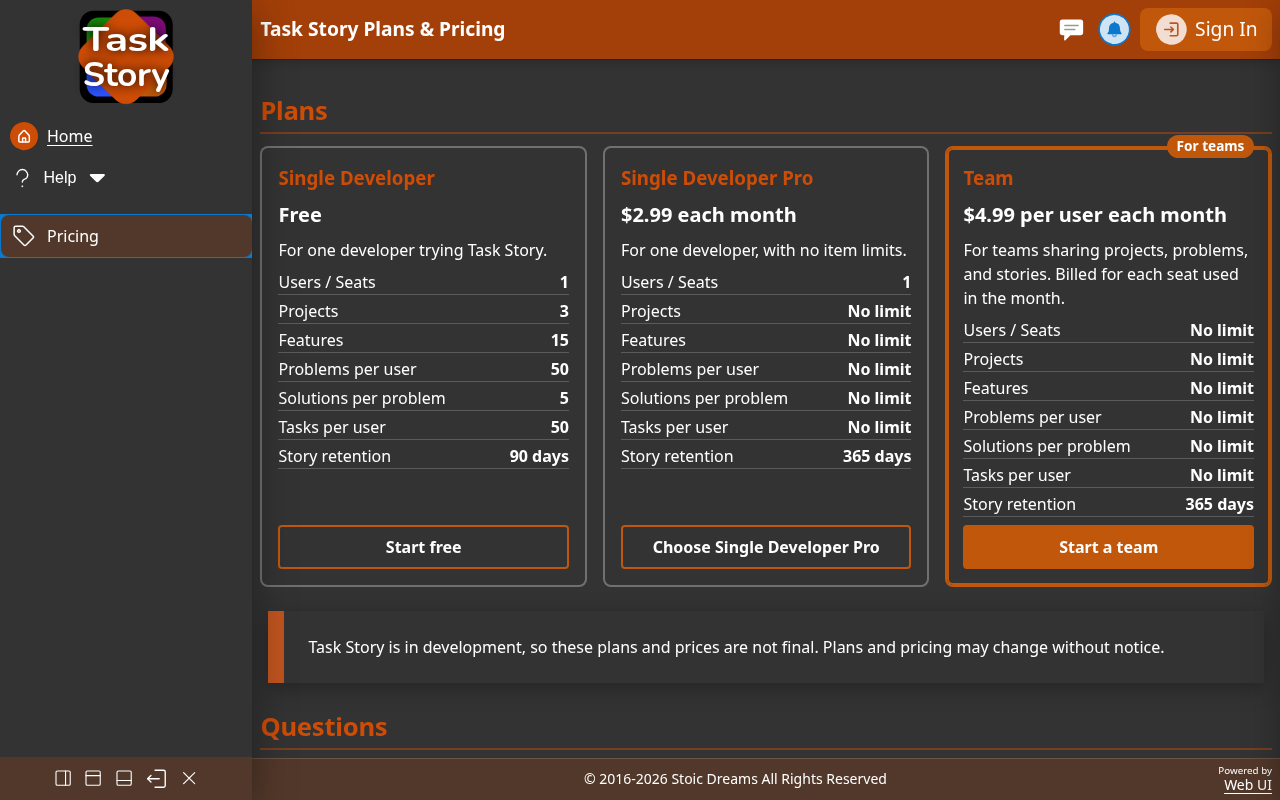 Task
Story
Home
Help
Pricing
Task Story Plans & Pricing
Sign In
Plans
Single Developer
Free
For one developer trying Task Story.
Users / Seats 1
Projects 3
Features 15
Problems per user 50
Solutions per problem 5
Tasks per user 50
Story retention 90 days
Start free
Single Developer Pro
$2.99 each month
For one developer, with no item limits.
Users / Seats 1
Projects No limit
Features No limit
Problems per user No limit
Solutions per problem No limit
Tasks per user No limit
Story retention 365 days
Choose Single Developer Pro
For teams
Team
$4.99 per user each month
For teams sharing projects, problems,
and stories. Billed for each seat used
in the month.
Users / Seats No limit
Projects No limit
Features No limit
Problems per user No limit
Solutions per problem No limit
Tasks per user No limit
Story retention 365 days
Start a team
Task Story is in development, so these plans and prices are not final. Plans and pricing may change without notice.
Questions
© 2016-2026 Stoic Dreams All Rights Reserved
Powered by
Web UI